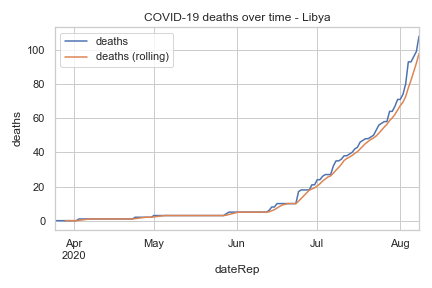 COVID-19 deaths over time - Libya
deaths
deaths (rolling)
deaths
100
80
60
40
20
0
Apr
2020
May
Jun
Jul
Aug
dateRep